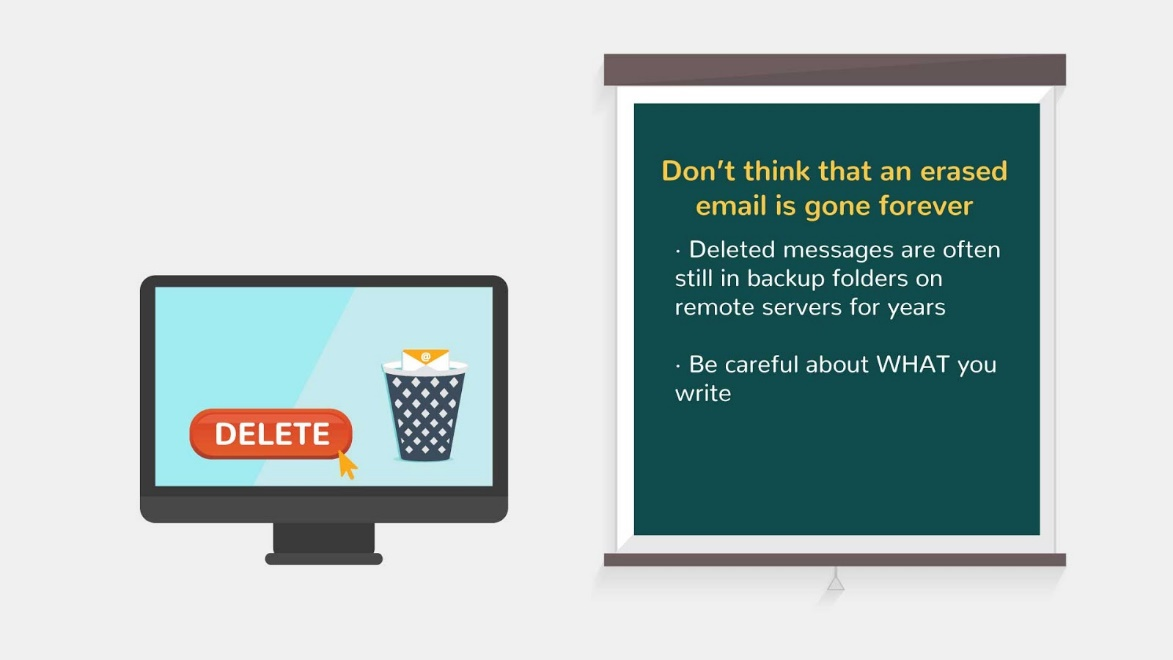 Don't think that an erased
email is gone forever
· Deleted messages are often
still in backup folders on
remote servers for years
· Be careful about WHAT you
write
DELETE
@